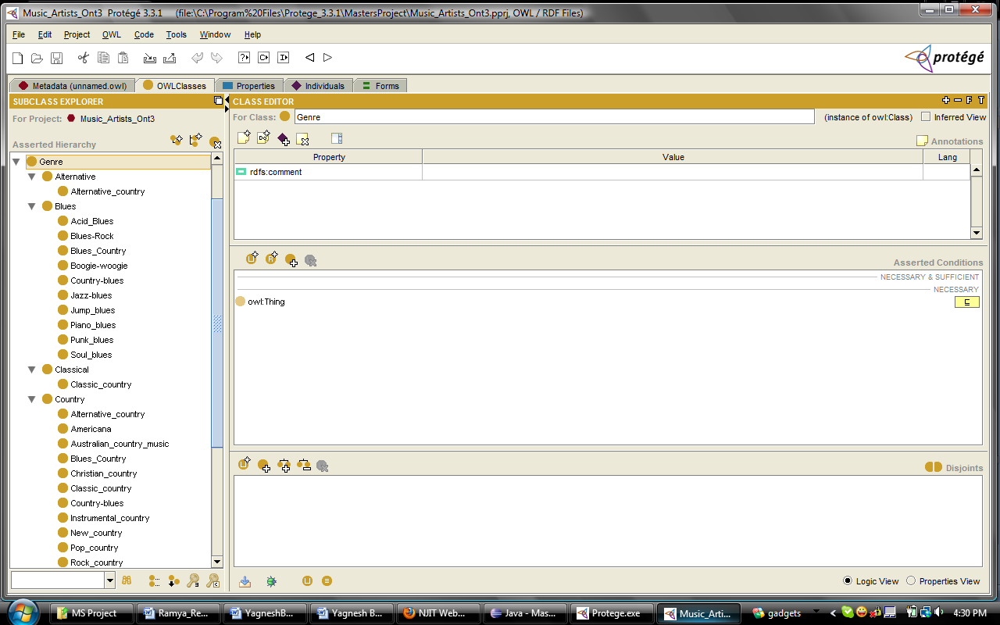 Music_Artists_Ont3  Protégé 3.3.1    (file:\C:\Program%20Files\Protege_3.3.1\MastersProject\Music_Artists_Ont3.pprj, OWL / RDF Files)
File Edit Project OWL Code Tools Window Help
protégé
Metadata (unnamed.owl) OWLClasses Properties Individuals Forms
SUBCLASS EXPLORER
For Project: Music_Artists_Ont3
Asserted Hierarchy
Genre
Alternative
Alternative_country
Blues
Acid_Blues
Blues-Rock
Blues_Country
Boogie-woogie
Country-blues
Jazz-blues
Jump_blues
Piano_blues
Punk_blues
Soul_blues
Classical
Classic_country
Country
Alternative_country
Americana
Australian_country_music
Blues_Country
Christian_country
Classic_country
Country-blues
Instrumental_country
New_country
Pop_country
Rock_country
CLASS EDITOR
F T
For Class: Genre (instance of owl:Class) Inferred View
Annotations
Property Value Lang
rdfs:comment
Asserted Conditions
NECESSARY & SUFFICIENT
NECESSARY
owl:Thing ⊑
Disjoints
Logic View Properties View
MS Project Ramya_Re... YagneshB... Yagnesh B... NJIT Web... Java - Mas... Protege.exe Music_Arti... gadgets 4:30 PM